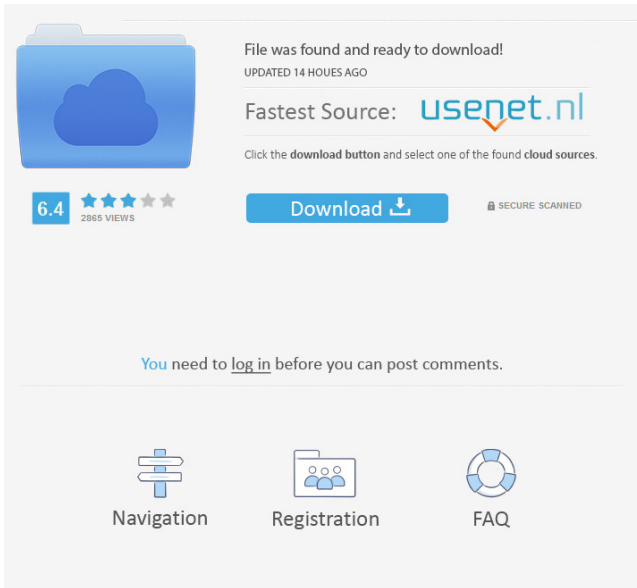 File was found and ready to download!
UPDATED 14 HOUES AGO
Fastest Source: usenet.nl
Click the download button and select one of the found cloud sources.
6.4
2865 VIEWS
Download
SECURE SCANNED
You need to log in before you can post comments.
Navigation
Registration
FAQ